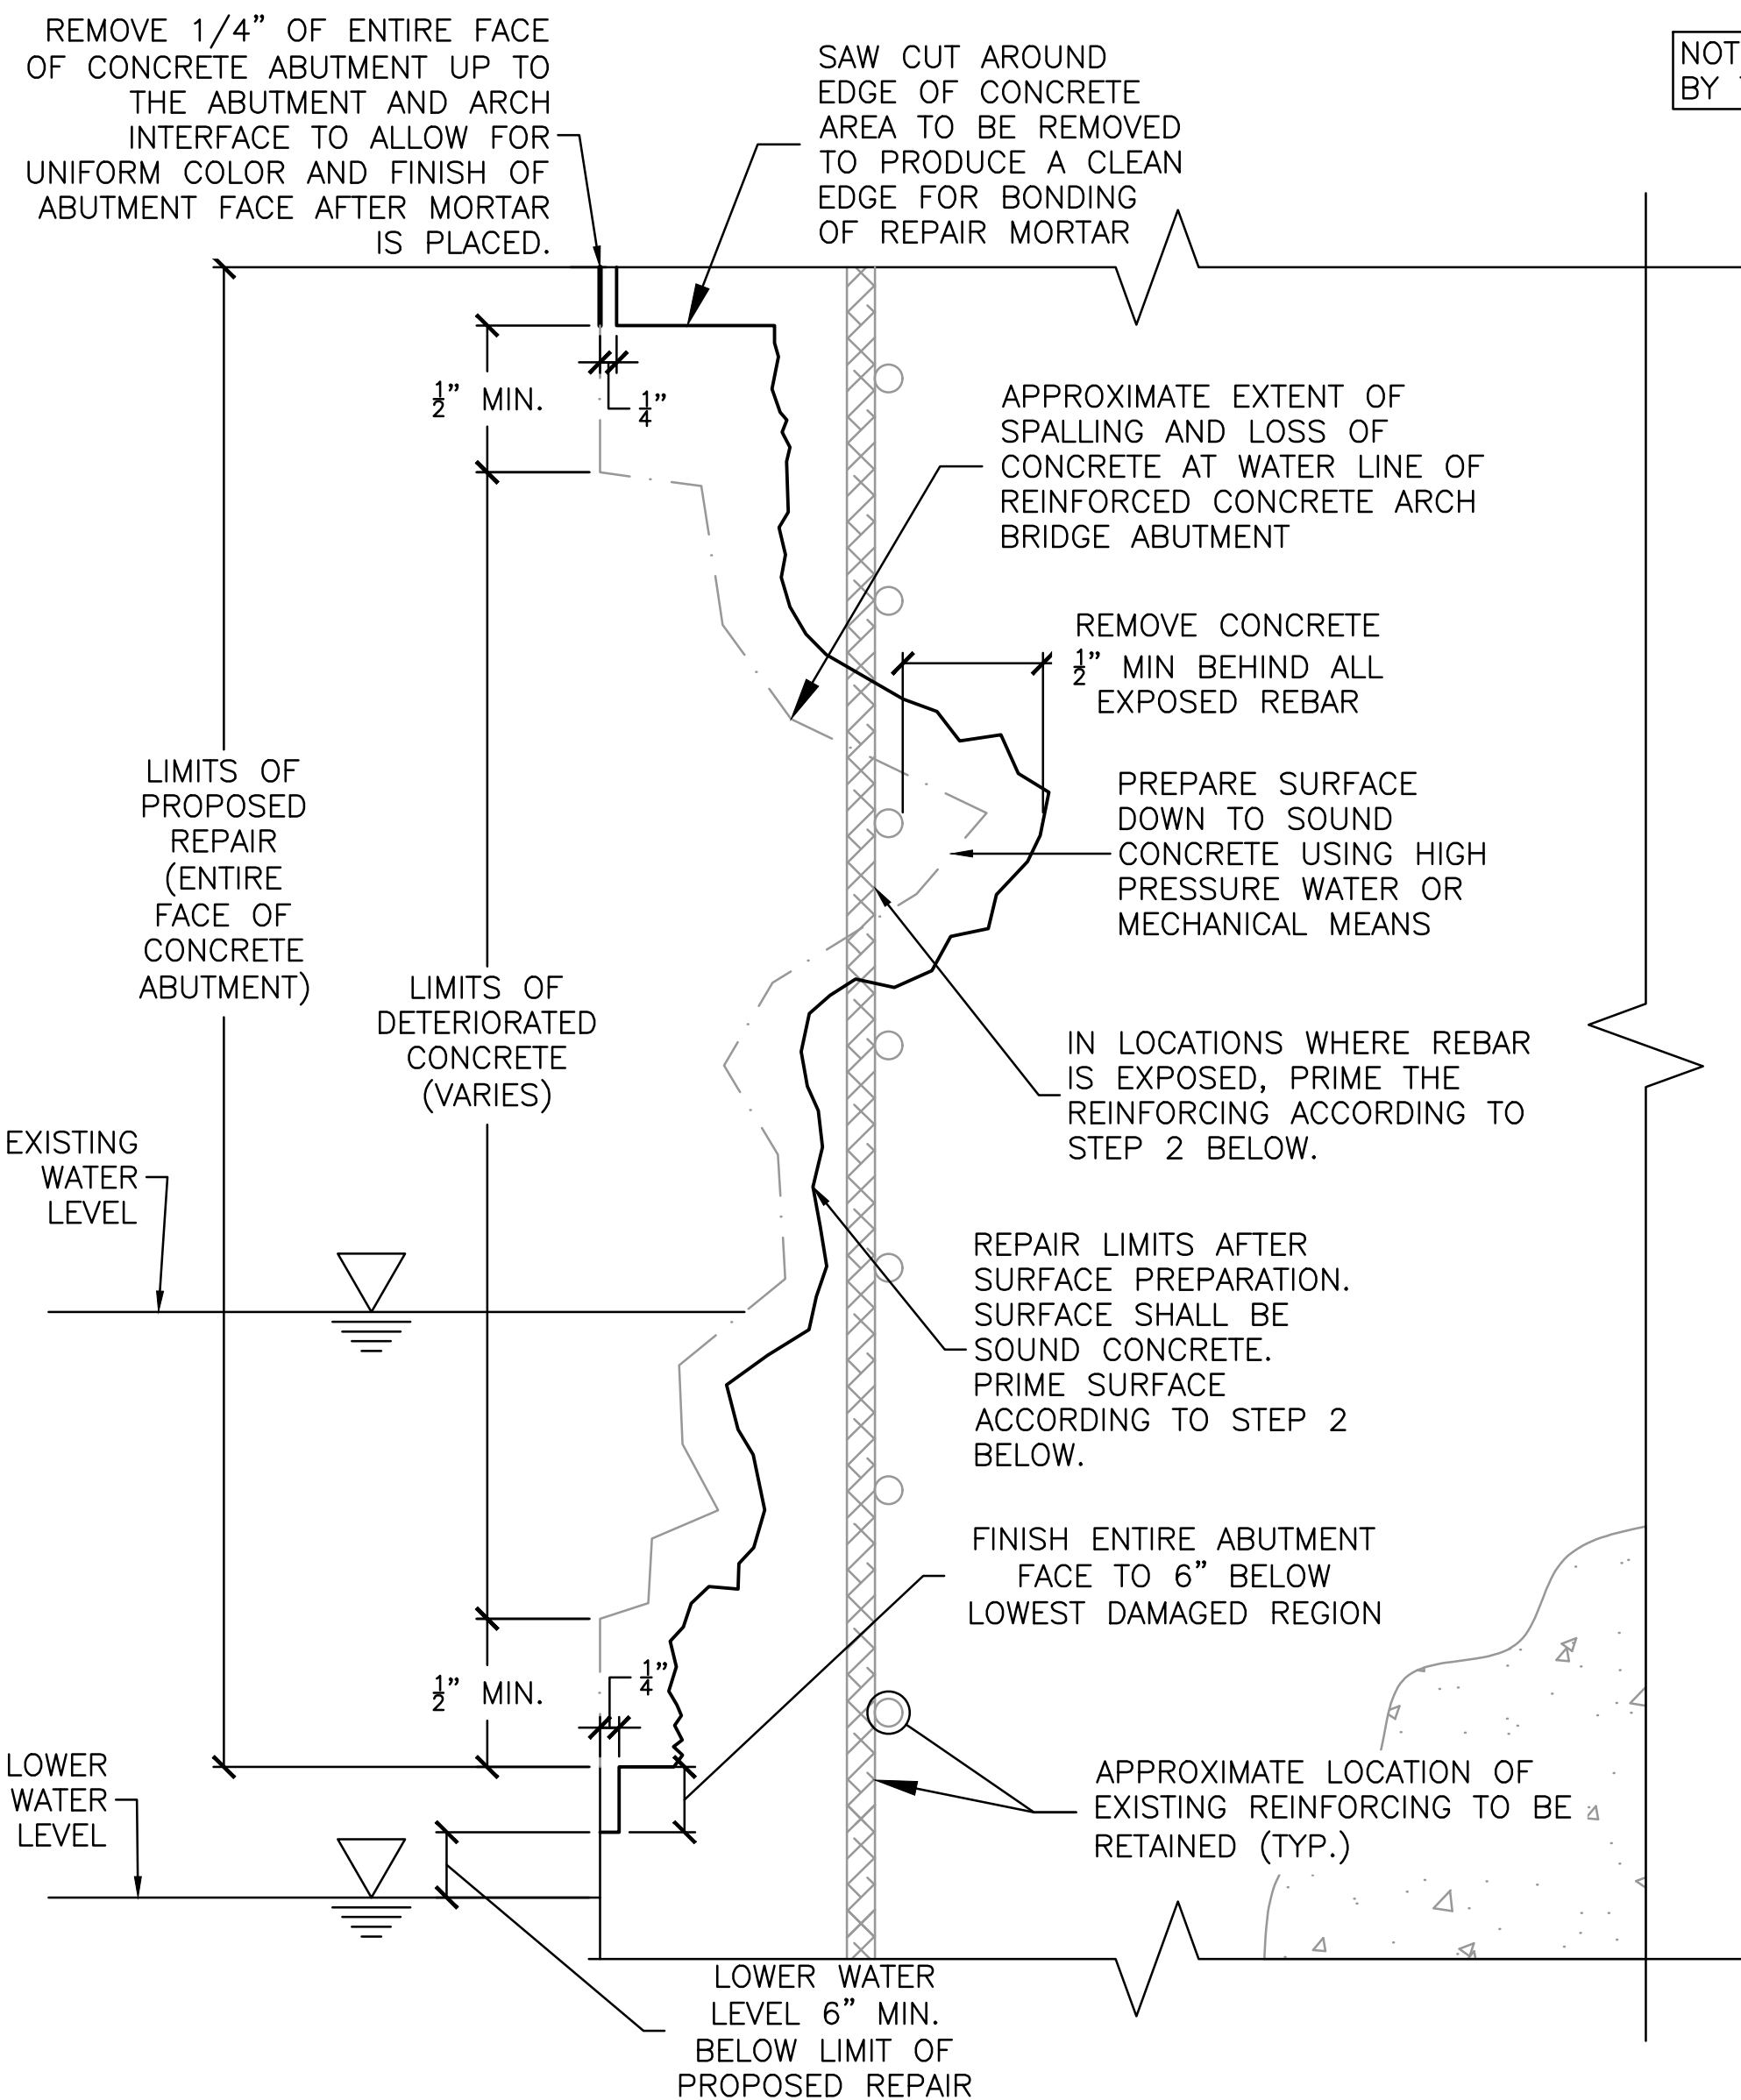 REMOVE 1/4" OF ENTIRE FACE
OF CONCRETE ABUTMENT UP TO
THE ABUTMENT AND ARCH
INTERFACE TO ALLOW FOR
UNIFORM COLOR AND FINISH OF
ABUTMENT FACE AFTER MORTAR
IS PLACED.
SAW CUT AROUND
EDGE OF CONCRETE
AREA TO BE REMOVED
TO PRODUCE A CLEAN
EDGE FOR BONDING
OF REPAIR MORTAR
BY
1/2" MIN.
1/4"
APPROXIMATE EXTENT OF
SPALLING AND LOSS OF
CONCRETE AT WATER LINE OF
REINFORCED CONCRETE ARCH
BRIDGE ABUTMENT
REMOVE CONCRETE
1/2" MIN BEHIND ALL
EXPOSED REBAR
LIMITS OF
PROPOSED
REPAIR
(ENTIRE
FACE OF
CONCRETE
ABUTMENT)
PREPARE SURFACE
DOWN TO SOUND
CONCRETE USING HIGH
PRESSURE WATER OR
MECHANICAL MEANS
LIMITS OF
DETERIORATED
CONCRETE
(VARIES)
IN LOCATIONS WHERE REBAR
IS EXPOSED, PRIME THE
REINFORCING ACCORDING TO
STEP 2 BELOW.
EXISTING
WATER
LEVEL
REPAIR LIMITS AFTER
SURFACE PREPARATION.
SURFACE SHALL BE
SOUND CONCRETE.
PRIME SURFACE
ACCORDING TO STEP 2
BELOW.
FINISH ENTIRE ABUTMENT
FACE TO 6" BELOW
LOWEST DAMAGED REGION
1/2" MIN.
1/4"
LOWER
WATER
LEVEL
APPROXIMATE LOCATION OF
EXISTING REINFORCING TO BE
RETAINED (TYP.)
LOWER WATER
LEVEL 6" MIN.
BELOW LIMIT OF
PROPOSED REPAIR